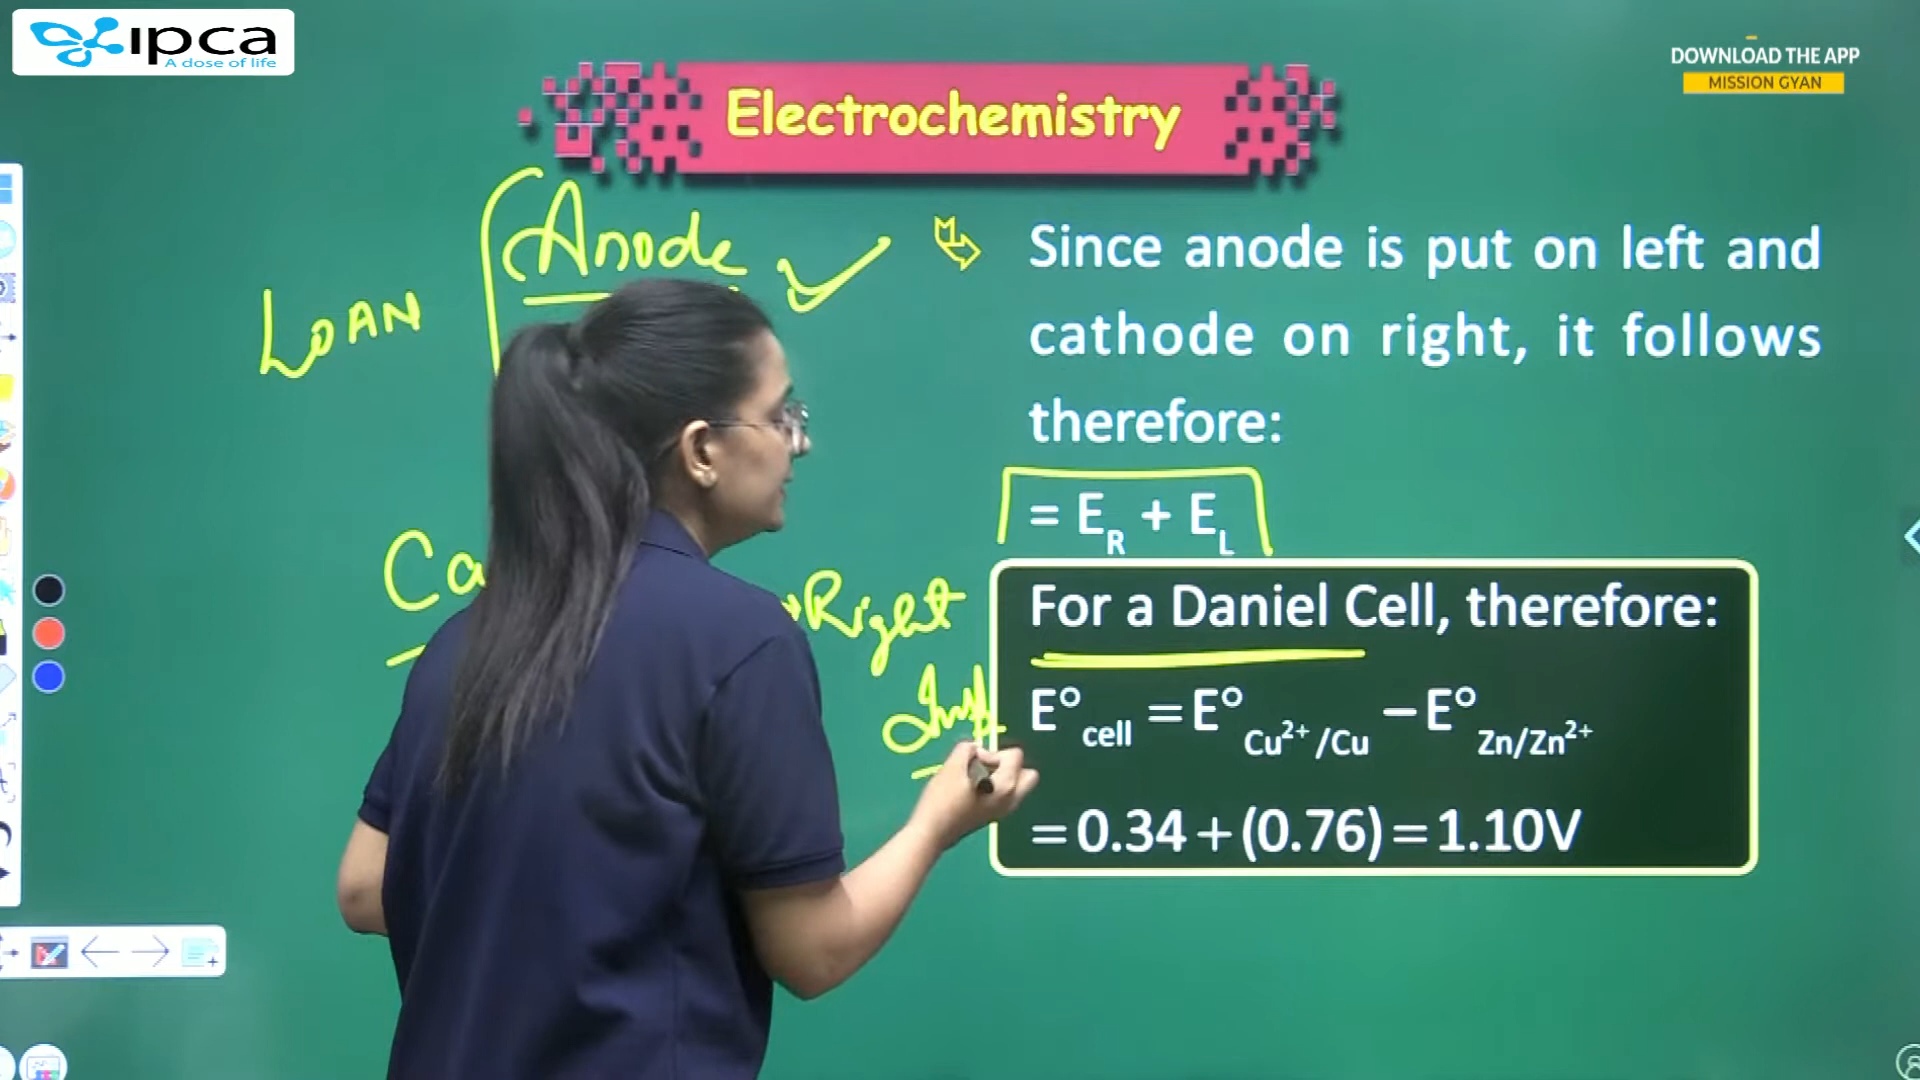 ipca
A dose of life
DOWNLOAD THE APP
MISSION GYAN
Electrochemistry
Anode
LOAN
Ca
Right
Since anode is put on left and
cathode on right, it follows
therefore:
= E_R + E_L
For a Daniel Cell, therefore:
E°cell = E°Cu²⁺/Cu − E°Zn/Zn²⁺
= 0.34 + (0.76) = 1.10V